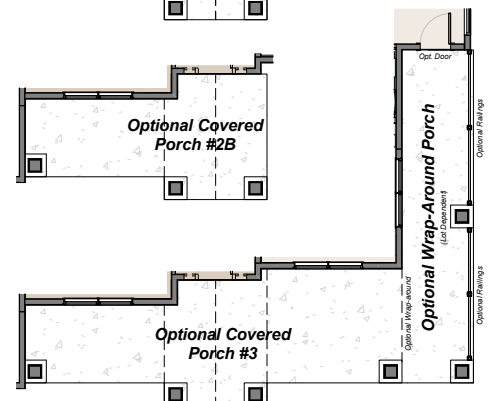 Opt. Door
Optional Covered
Porch #2B
Optional Wrap-Around Porch
(Lot Dependent)
Optional Railings
Optional Railings
Optional Wrap-around
Optional Covered
Porch #3